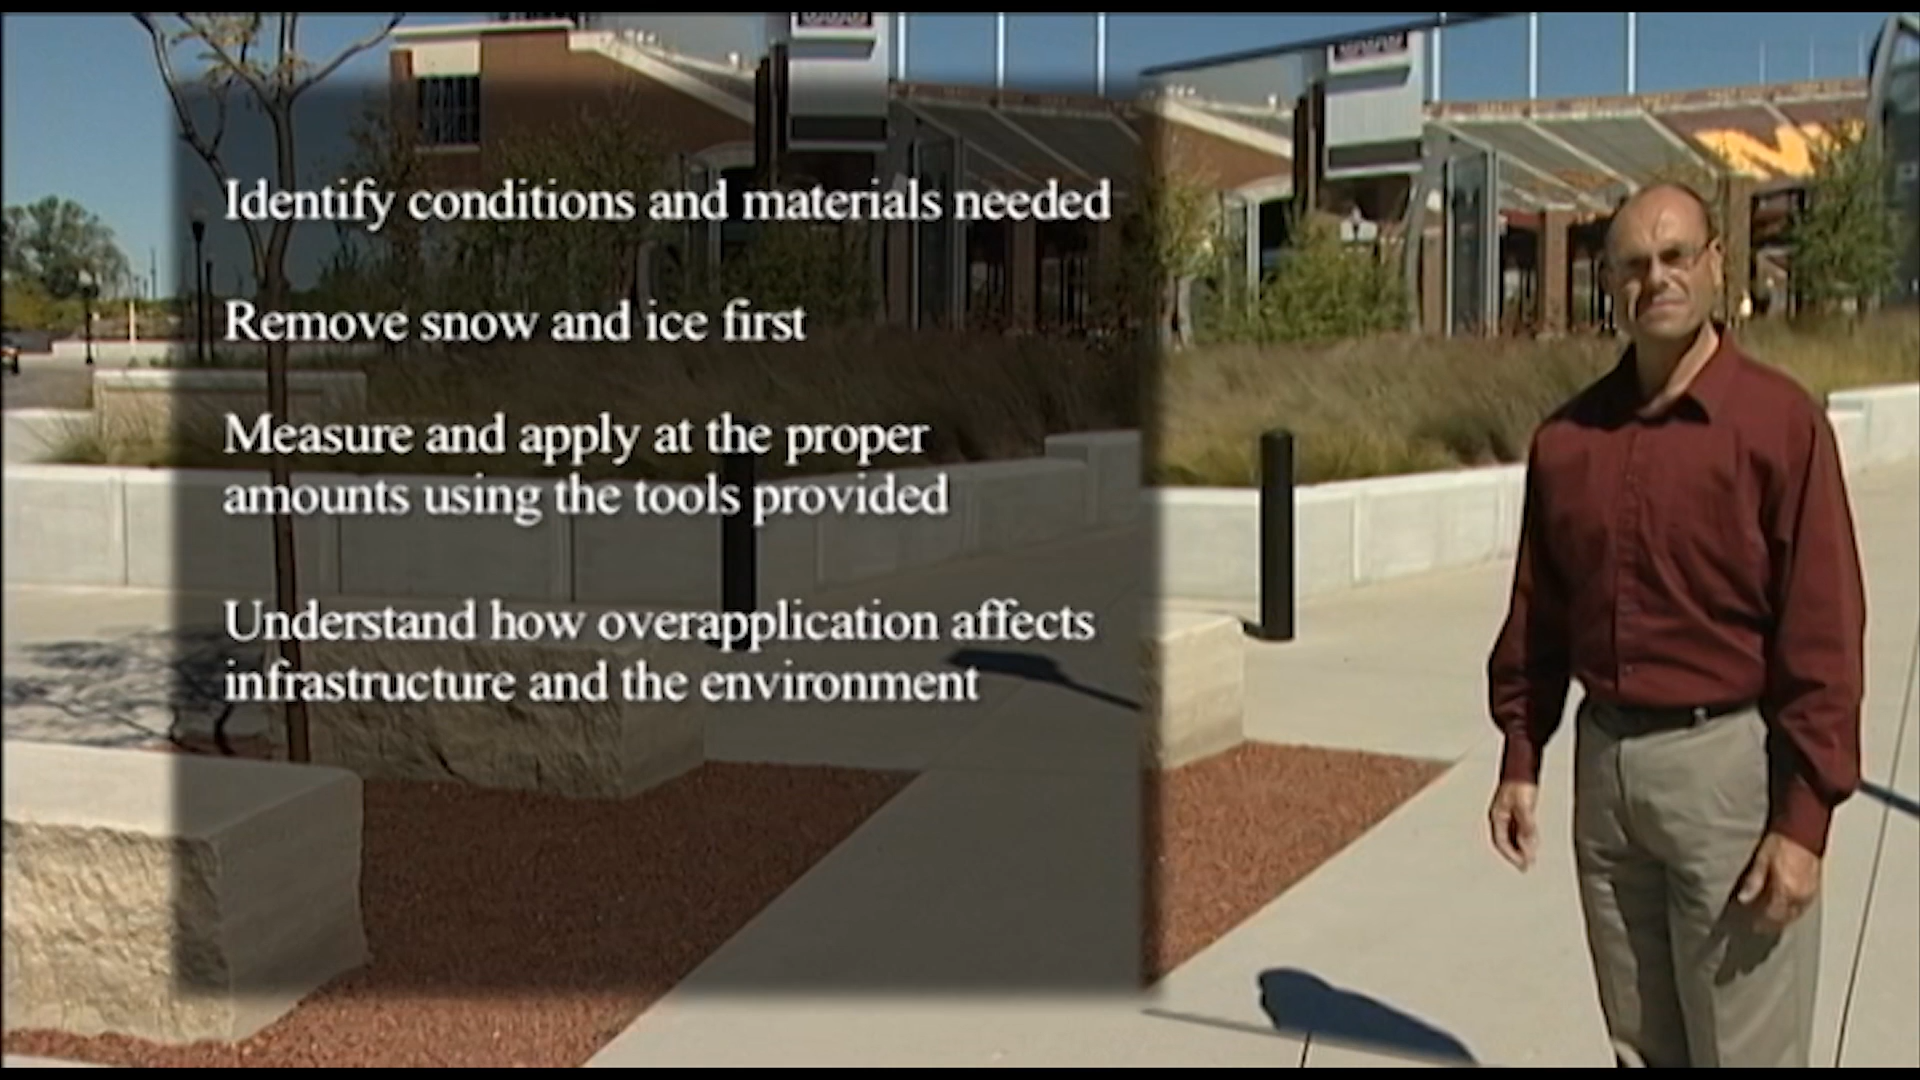 Identify conditions and materials needed
Remove snow and ice first
Measure and apply at the proper
amounts using the tools provided
Understand how overapplication affects
infrastructure and the environment